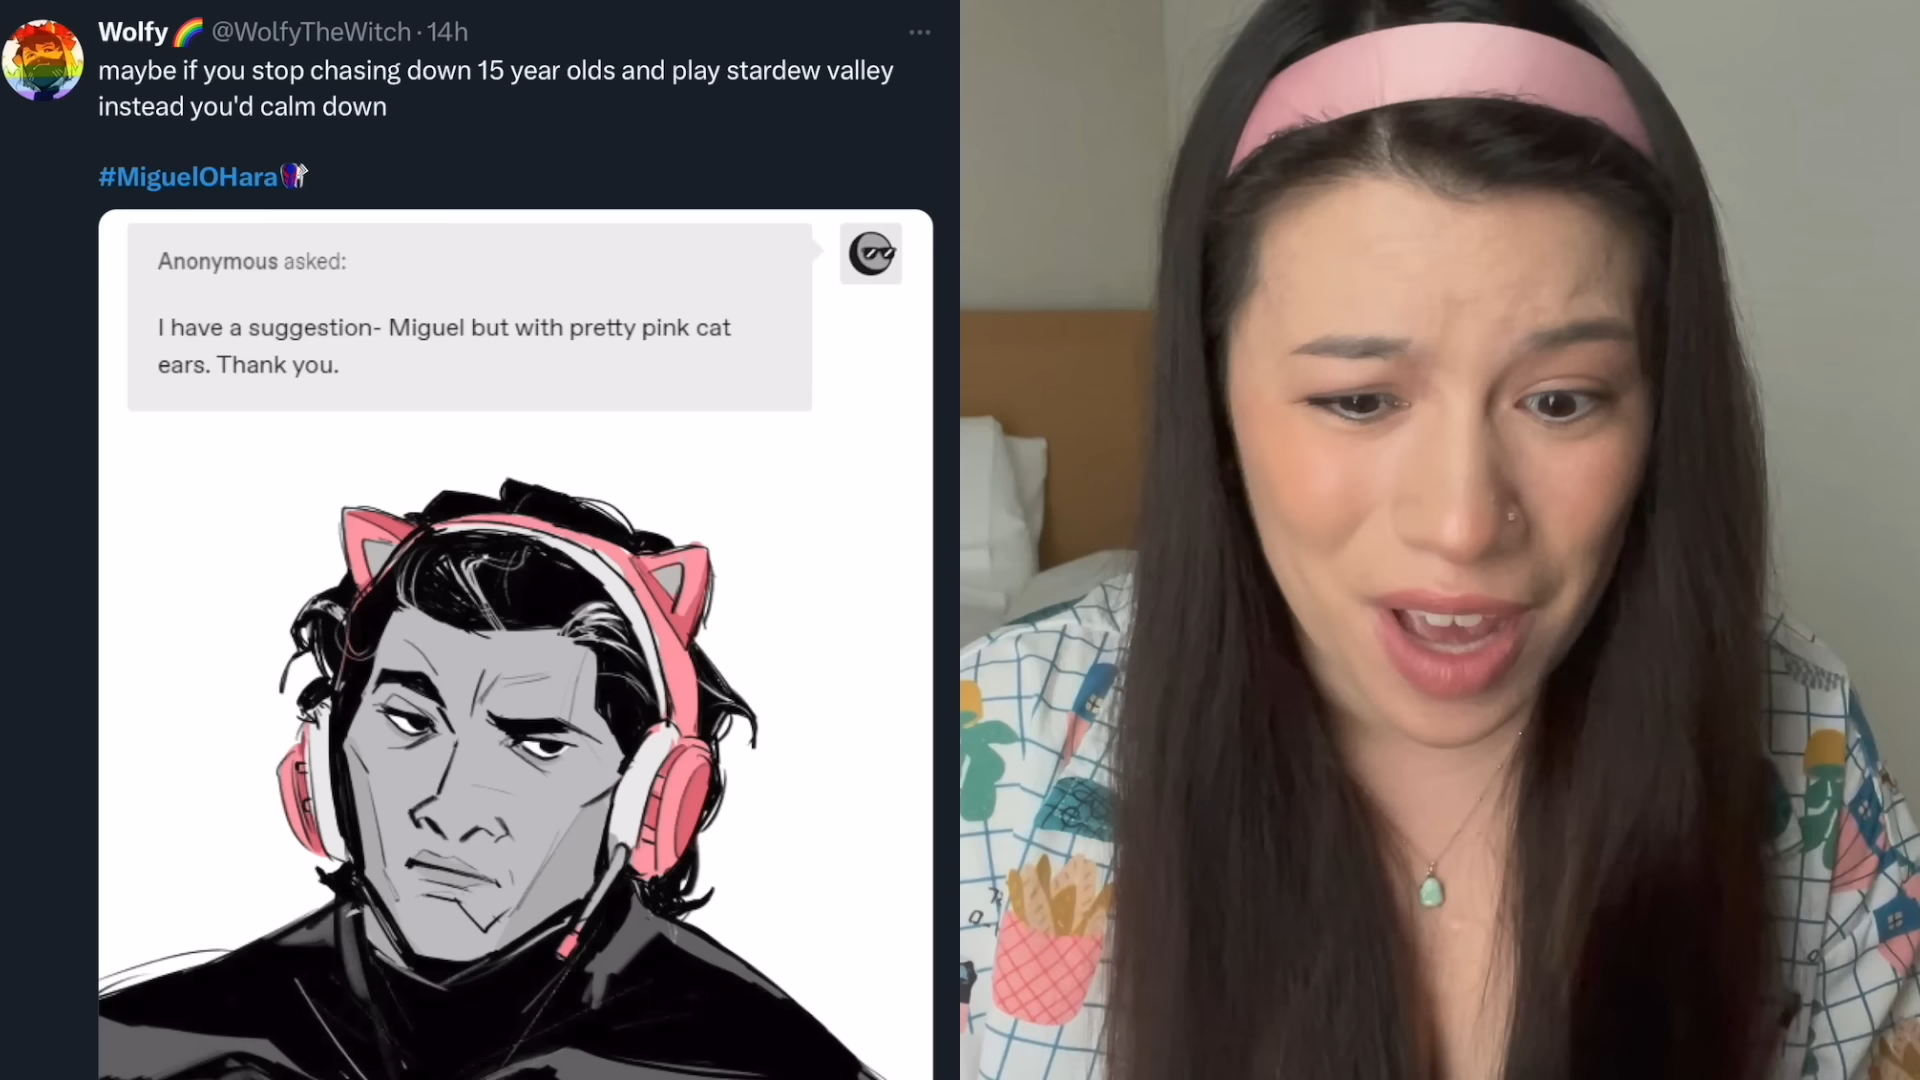 Wolfy🌈 @WolfyTheWitch · 14h
maybe if you stop chasing down 15 year olds and play stardew valley
instead you'd calm down
#MiguelOHara
Anonymous asked:
I have a suggestion- Miguel but with pretty pink cat
ears. Thank you.